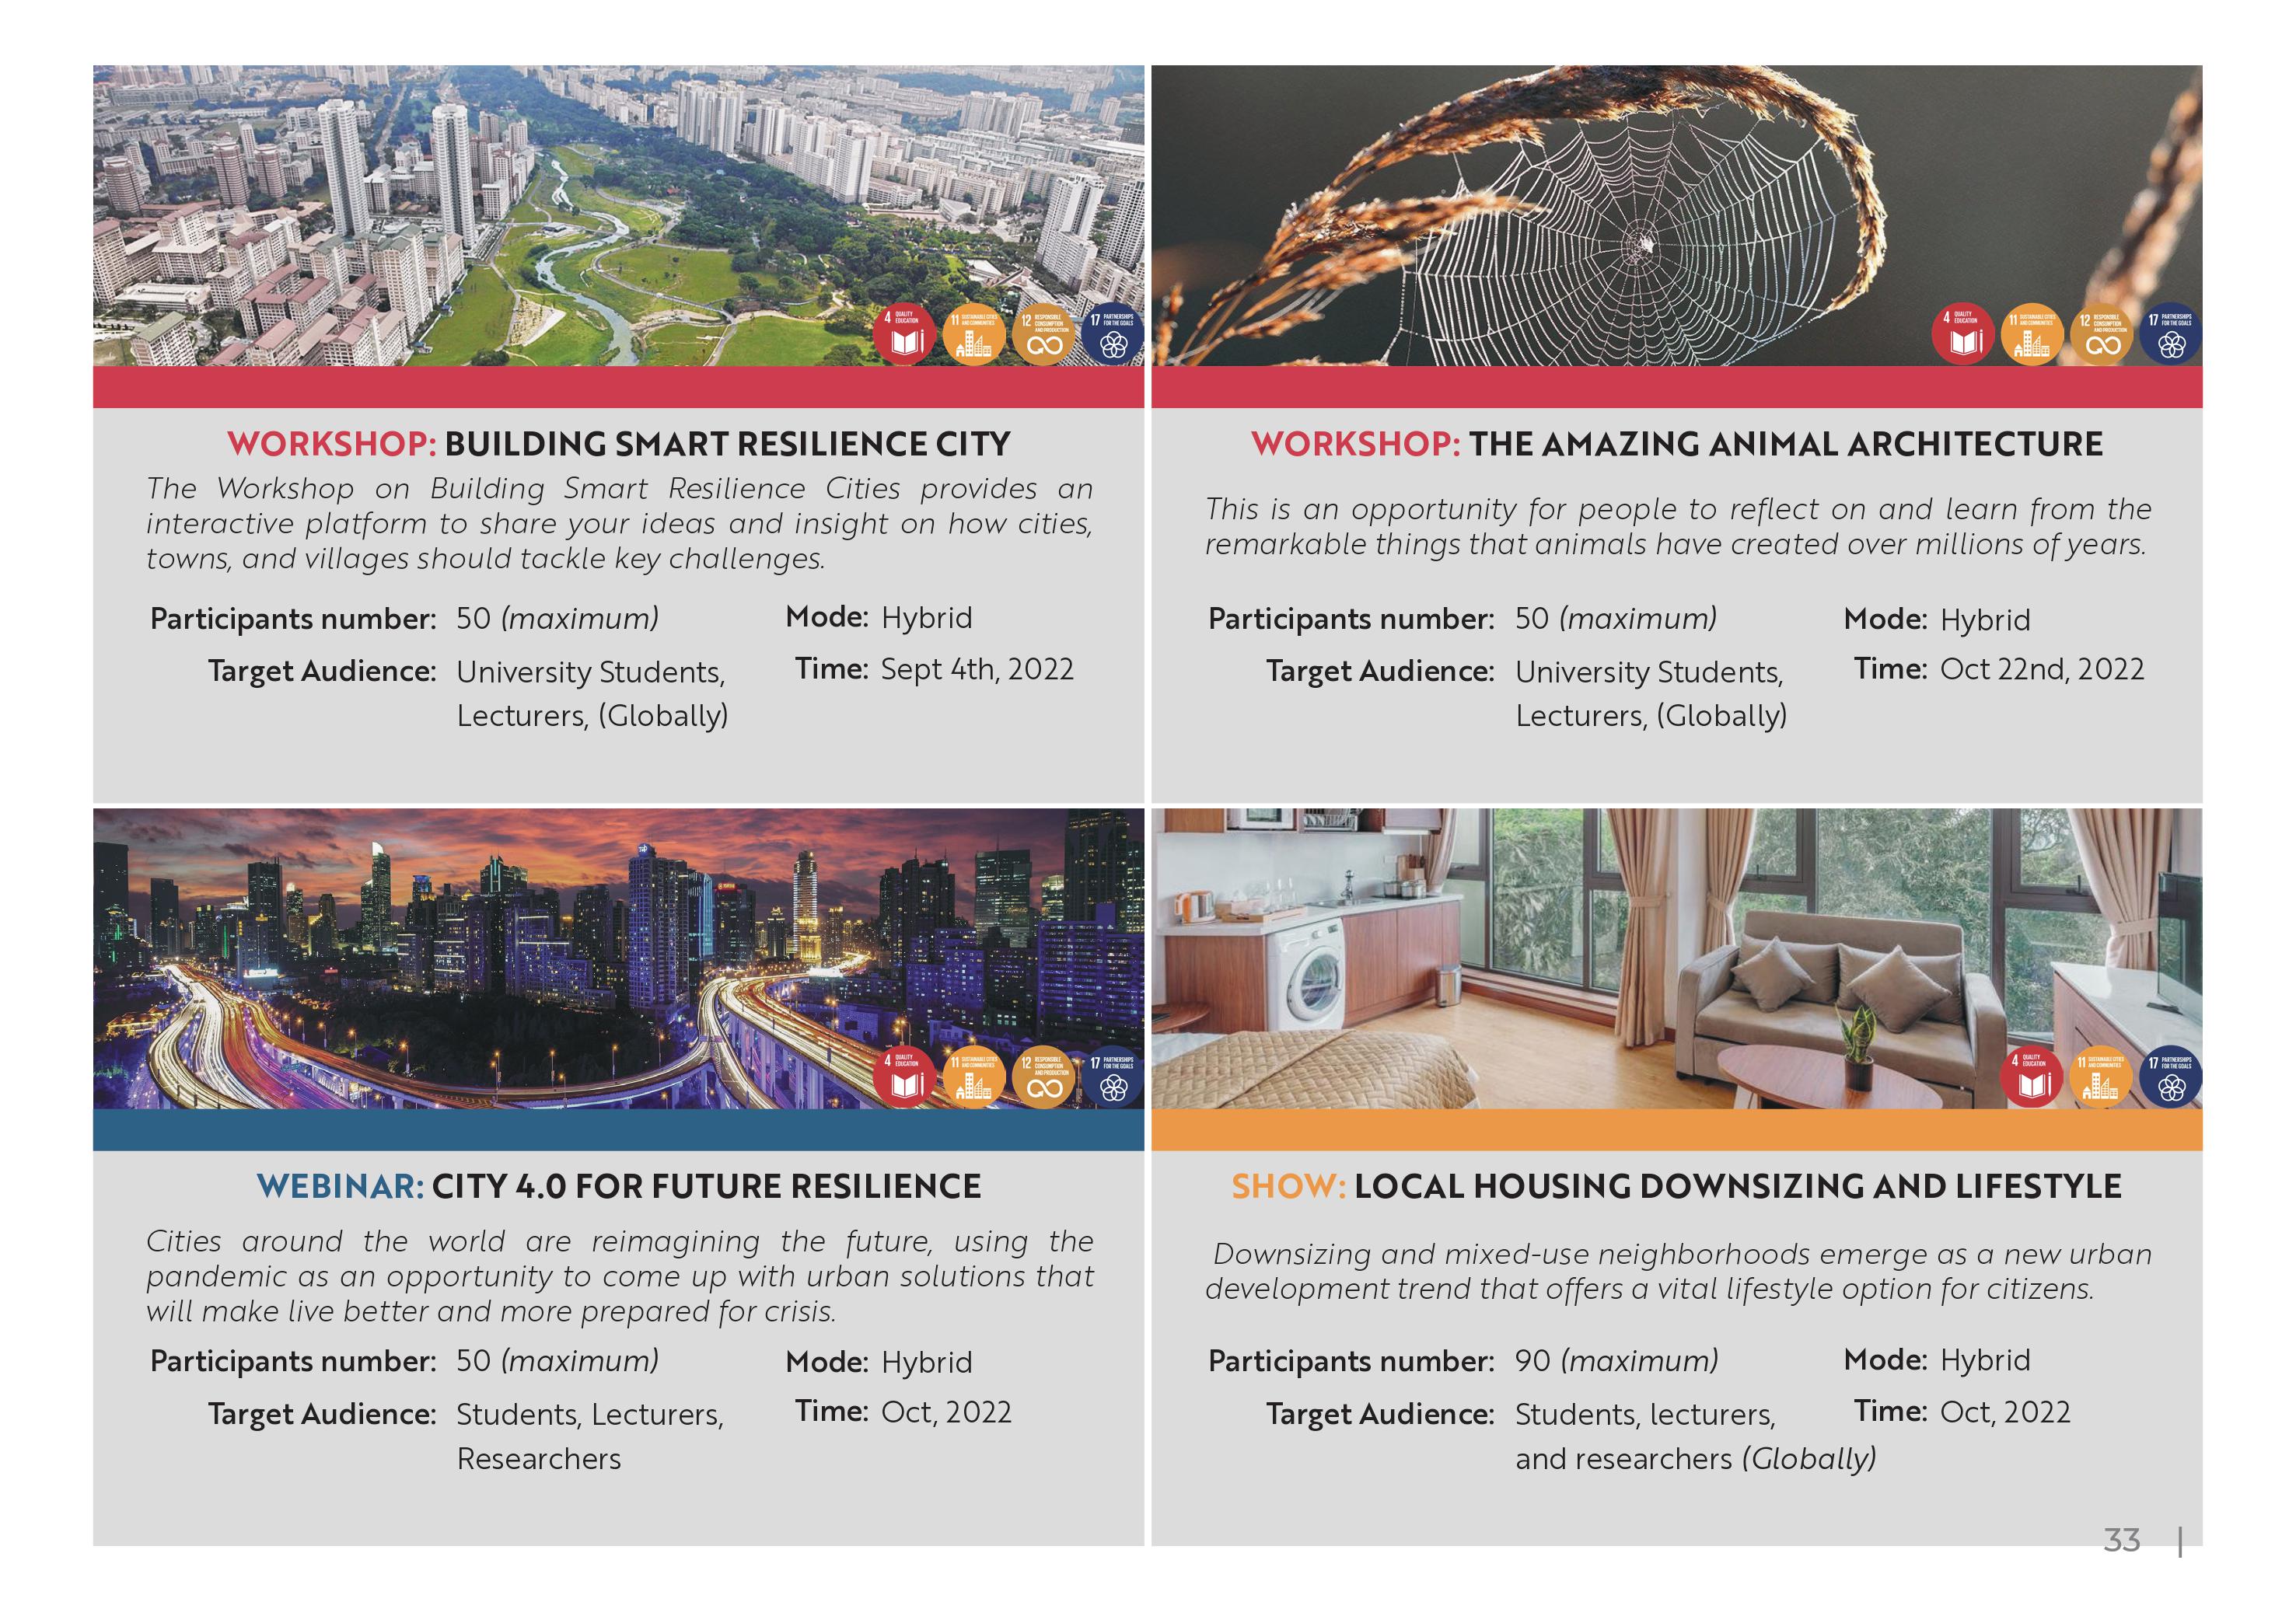 4 QUALITY
EDUCATION
11 SUSTAINABLE CITIES
AND COMMUNITIES
12 RESPONSIBLE
CONSUMPTION
AND PRODUCTION
17 PARTNERSHIPS
FOR THE GOALS
WORKSHOP: BUILDING SMART RESILIENCE CITY
The Workshop on Building Smart Resilience Cities provides an
interactive platform to share your ideas and insight on how cities,
towns, and villages should tackle key challenges.
Participants number: 50 (maximum)
Mode: Hybrid
Target Audience: University Students,
Lecturers, (Globally)
Time: Sept 4th, 2022
4 QUALITY
EDUCATION
11 SUSTAINABLE CITIES
AND COMMUNITIES
12 RESPONSIBLE
CONSUMPTION
AND PRODUCTION
17 PARTNERSHIPS
FOR THE GOALS
WORKSHOP: THE AMAZING ANIMAL ARCHITECTURE
This is an opportunity for people to reflect on and learn from the
remarkable things that animals have created over millions of years.
Participants number: 50 (maximum)
Mode: Hybrid
Target Audience: University Students,
Lecturers, (Globally)
Time: Oct 22nd, 2022
4 QUALITY
EDUCATION
11 SUSTAINABLE CITIES
AND COMMUNITIES
12 RESPONSIBLE
CONSUMPTION
AND PRODUCTION
17 PARTNERSHIPS
FOR THE GOALS
WEBINAR: CITY 4.0 FOR FUTURE RESILIENCE
Cities around the world are reimagining the future, using the
pandemic as an opportunity to come up with urban solutions that
will make live better and more prepared for crisis.
Participants number: 50 (maximum)
Mode: Hybrid
Target Audience: Students, Lecturers,
Researchers
Time: Oct, 2022
4 QUALITY
EDUCATION
11 SUSTAINABLE CITIES
AND COMMUNITIES
17 PARTNERSHIPS
FOR THE GOALS
SHOW: LOCAL HOUSING DOWNSIZING AND LIFESTYLE
Downsizing and mixed-use neighborhoods emerge as a new urban
development trend that offers a vital lifestyle option for citizens.
Participants number: 90 (maximum)
Mode: Hybrid
Target Audience: Students, lecturers,
and researchers (Globally)
Time: Oct, 2022
33 |